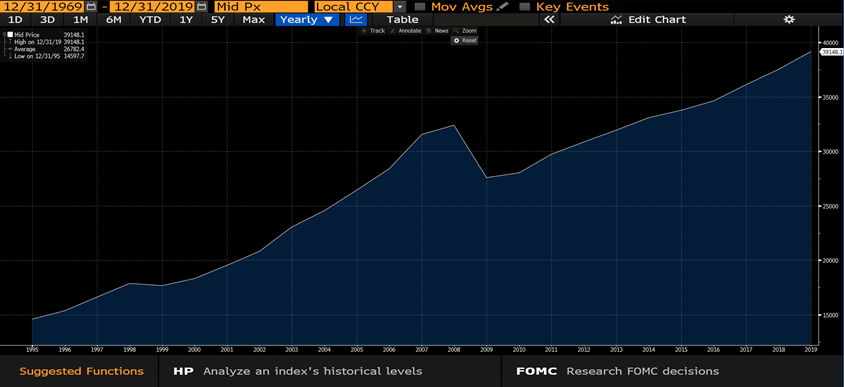 12/31/1969 - 12/31/2019 Mid Px Local CCY Mov Avgs Key Events
1D 3D 1M 6M YTD 1Y 5Y Max Yearly ▼ Table « Edit Chart
Track Annotate News Zoom
Reset
Mid Price 39148.1
High on 12/31/19 39148.1
Average 26782.4
Low on 12/31/95 14597.7
40000
39148.1
35000
30000
25000
20000
15000
1995 1996 1997 1998 1999 2000 2001 2002 2003 2004 2005 2006 2007 2008 2009 2010 2011 2012 2013 2014 2015 2016 2017 2018 2019
Suggested Functions HP Analyze an index's historical levels FOMC Research FOMC decisions